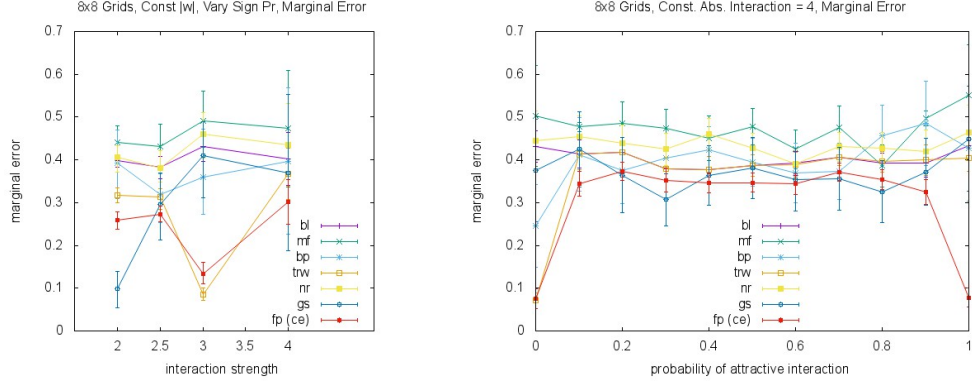 8x8 Grids, Const |w|, Vary Sign Pr, Marginal Error
0.7
0.6
0.5
0.4
0.3
0.2
0.1
0
marginal error
bl
mf
bp
trw
nr
gs
fp (ce)
2
2.5
3
3.5
4
interaction strength
8x8 Grids, Const. Abs. Interaction = 4, Marginal Error
0.7
0.6
0.5
0.4
0.3
0.2
0.1
0
marginal error
bl
mf
bp
trw
nr
gs
fp (ce)
0
0.2
0.4
0.6
0.8
1
probability of attractive interaction